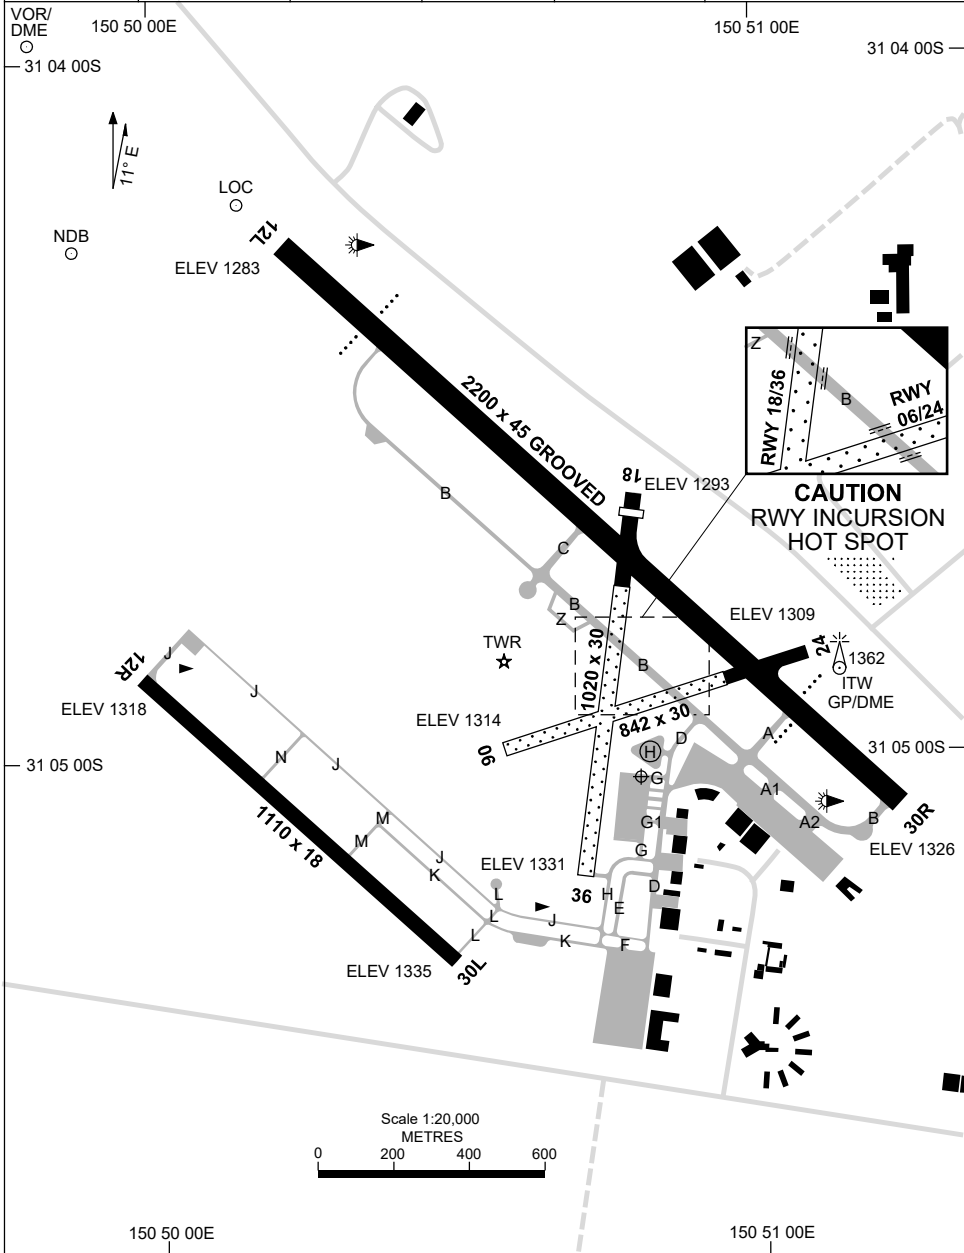 VOR/
DME
150 50 00E
150 51 00E
31 04 00S
31 04 00S
11° E
LOC
NDB
12L
ELEV 1283
2200 x 45 GROOVED
Z
B
RWY 18/36
RWY
06/24
CAUTION
RWY INCURSION
HOT SPOT
18
ELEV 1293
B
C
B
Z
ELEV 1309
24
1362
ITW
GP/DME
TWR
1020 x 30
B
J
12R
J
ELEV 1318
ELEV 1314
06
842 x 30
D
H
A
31 05 00S
31 05 00S
N
J
G
A1
A2
B
30R
ELEV 1326
1110 x 18
M
M
J
K
G1
G
ELEV 1331
36
H
D
E
L
L
J
L
K
F
ELEV 1335
30L
Scale 1:20,000
METRES
0 200 400 600
150 50 00E
150 51 00E